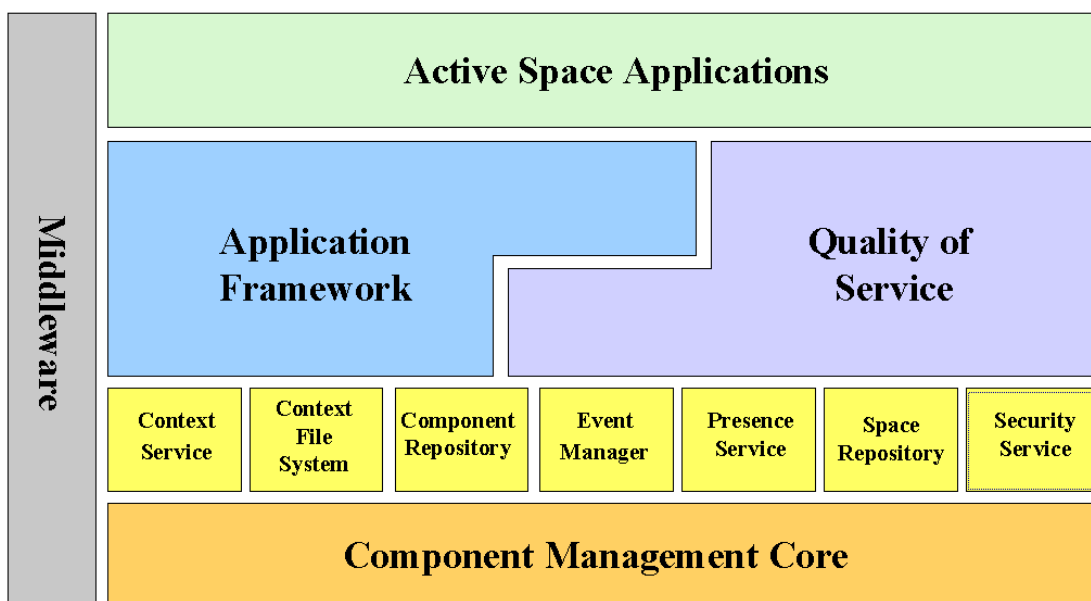 Middleware
Active Space Applications
Application
Framework
Quality of
Service
Context
Service
Context
File
System
Component
Repository
Event
Manager
Presence
Service
Space
Repository
Security
Service
Component Management Core